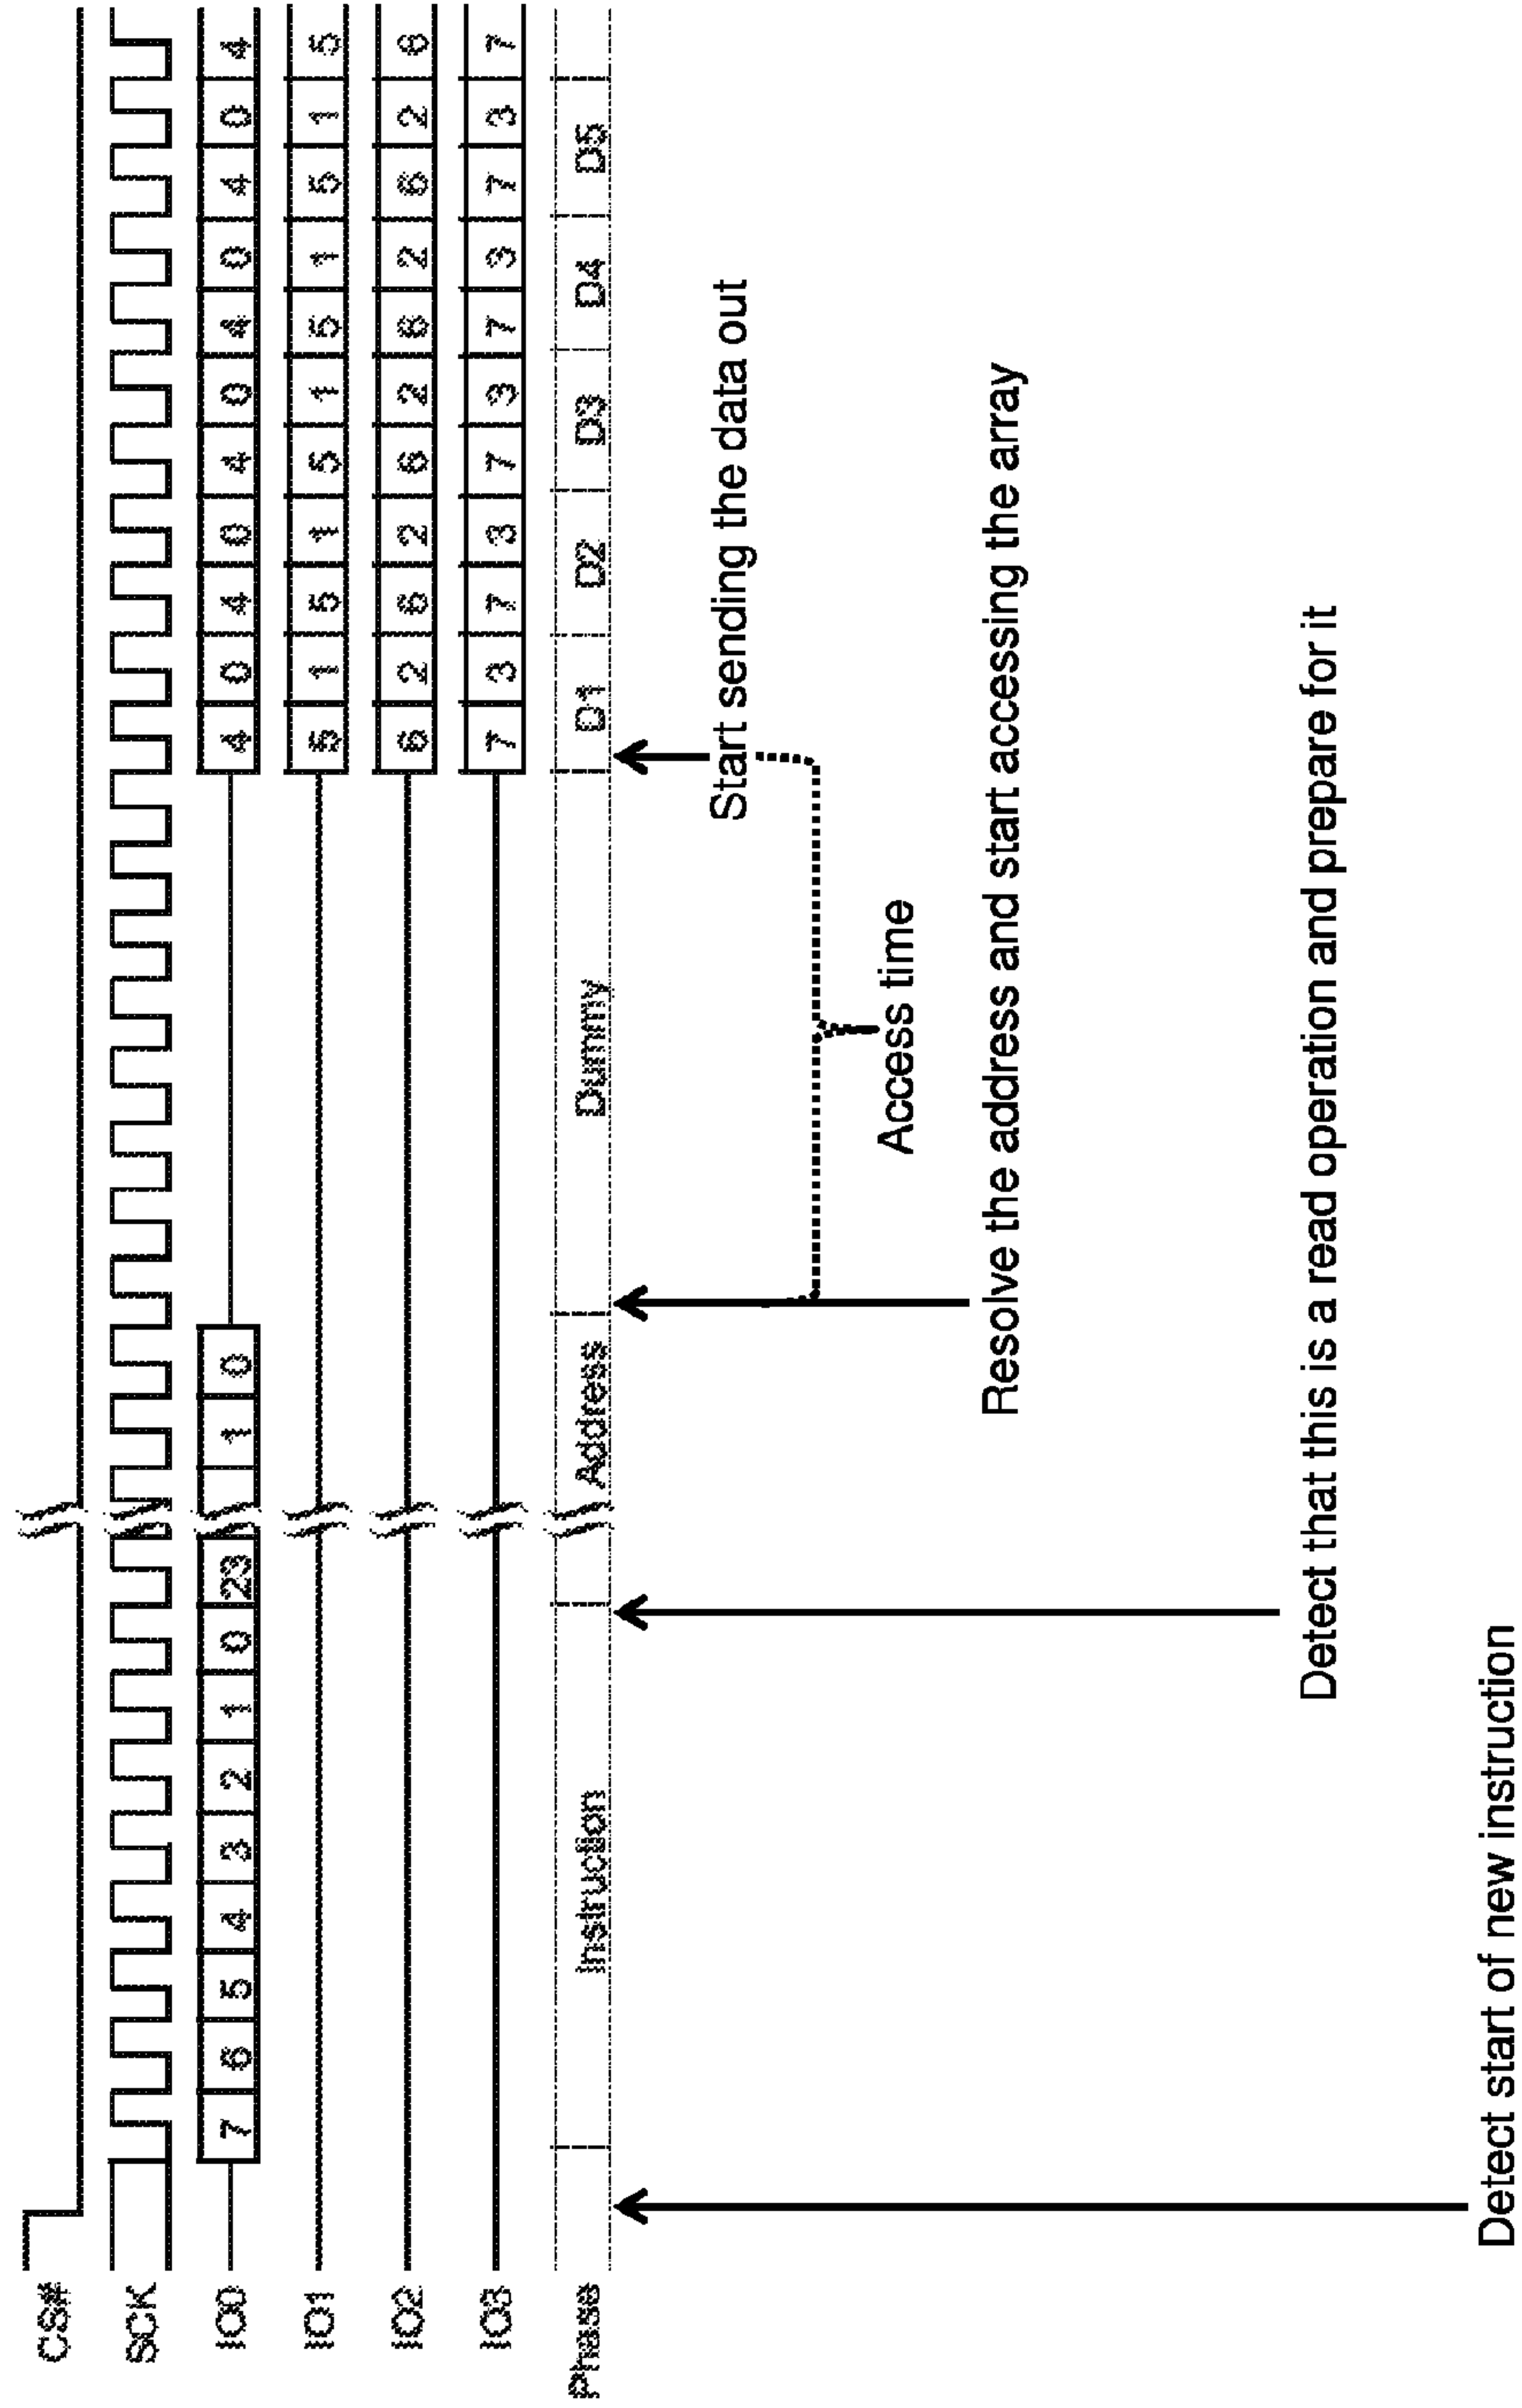 CS#
SCK
IO0 7 6 5 4 3 2 1 0 23 1 0 4 0 4 0 4 0 4 0 4 0 4
IO1 5 1 5 1 5 1 5 1 5 1 5
IO2 6 2 6 2 6 2 6 2 6 2 6
IO3 7 3 7 3 7 3 7 3 7 3 7
Phase Instruction Address Dummy D1 D2 D3 D4 D5
Start sending the data out
Access time
Resolve the address and start accessing the array
Detect that this is a read operation and prepare for it
Detect start of new instruction